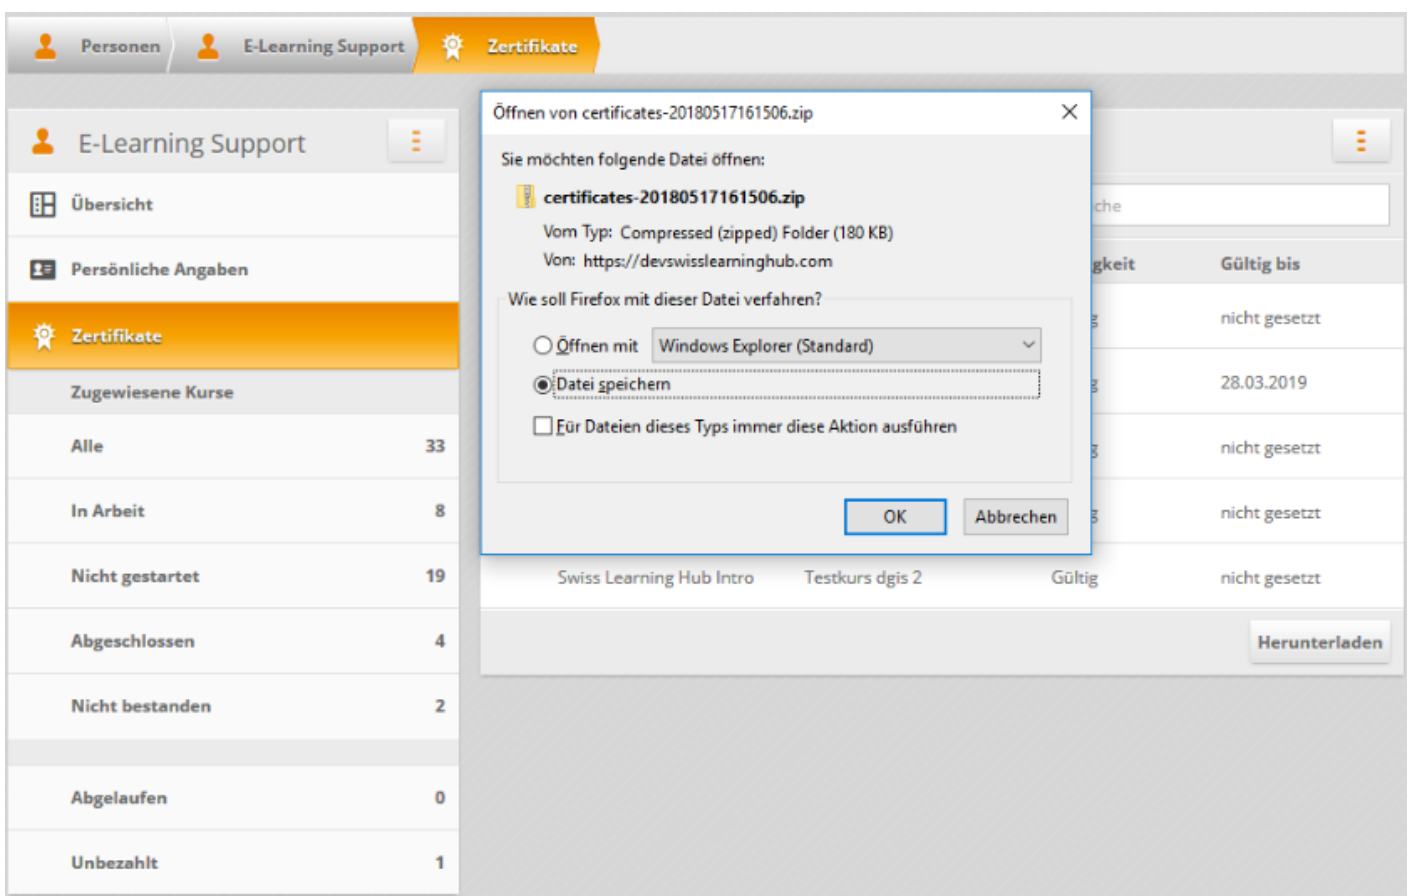 Personen E-Learning Support Zertifikate
E-Learning Support
Übersicht
Persönliche Angaben
Zertifikate
Zugewiesene Kurse
Alle 33
In Arbeit 8
Nicht gestartet 19
Abgeschlossen 4
Nicht bestanden 2
Abgelaufen 0
Unbezahlt 1
Öffnen von certificates-20180517161506.zip
Sie möchten folgende Datei öffnen:
certificates-20180517161506.zip
Vom Typ: Compressed (zipped) Folder (180 KB)
Von: https://devswisslearninghub.com
Wie soll Firefox mit dieser Datei verfahren?
Öffnen mit Windows Explorer (Standard)
Datei speichern
Für Dateien dieses Typs immer diese Aktion ausführen
OK Abbrechen
Gültig bis
nicht gesetzt
28.03.2019
nicht gesetzt
nicht gesetzt
Swiss Learning Hub Intro Testkurs dgis 2 Gültig nicht gesetzt
Herunterladen